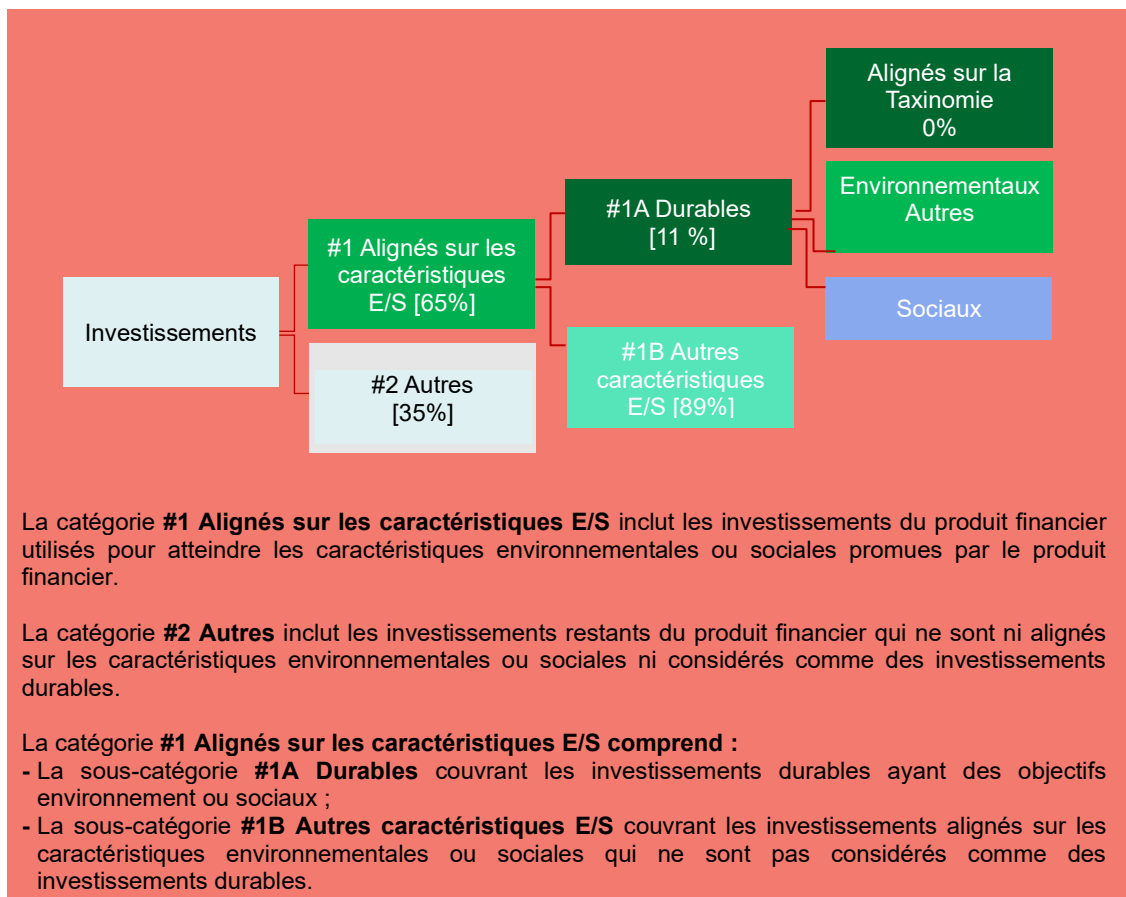 Alignés sur la
Taxinomie
0%
Environnementaux
Autres
#1A Durables
[11 %]
#1 Alignés sur les
caractéristiques
E/S [65%]
Sociaux
Investissements
#1B Autres
caractéristiques
E/S [89%]
#2 Autres
[35%]
La catégorie #1 Alignés sur les caractéristiques E/S inclut les investissements du produit financier
utilisés pour atteindre les caractéristiques environnementales ou sociales promues par le produit
financier.
La catégorie #2 Autres inclut les investissements restants du produit financier qui ne sont ni alignés
sur les caractéristiques environnementales ou sociales ni considérés comme des investissements
durables.
La catégorie #1 Alignés sur les caractéristiques E/S comprend :
- La sous-catégorie #1A Durables couvrant les investissements durables ayant des objectifs
environnement ou sociaux ;
- La sous-catégorie #1B Autres caractéristiques E/S couvrant les investissements alignés sur les
caractéristiques environnementales ou sociales qui ne sont pas considérés comme des
investissements durables.